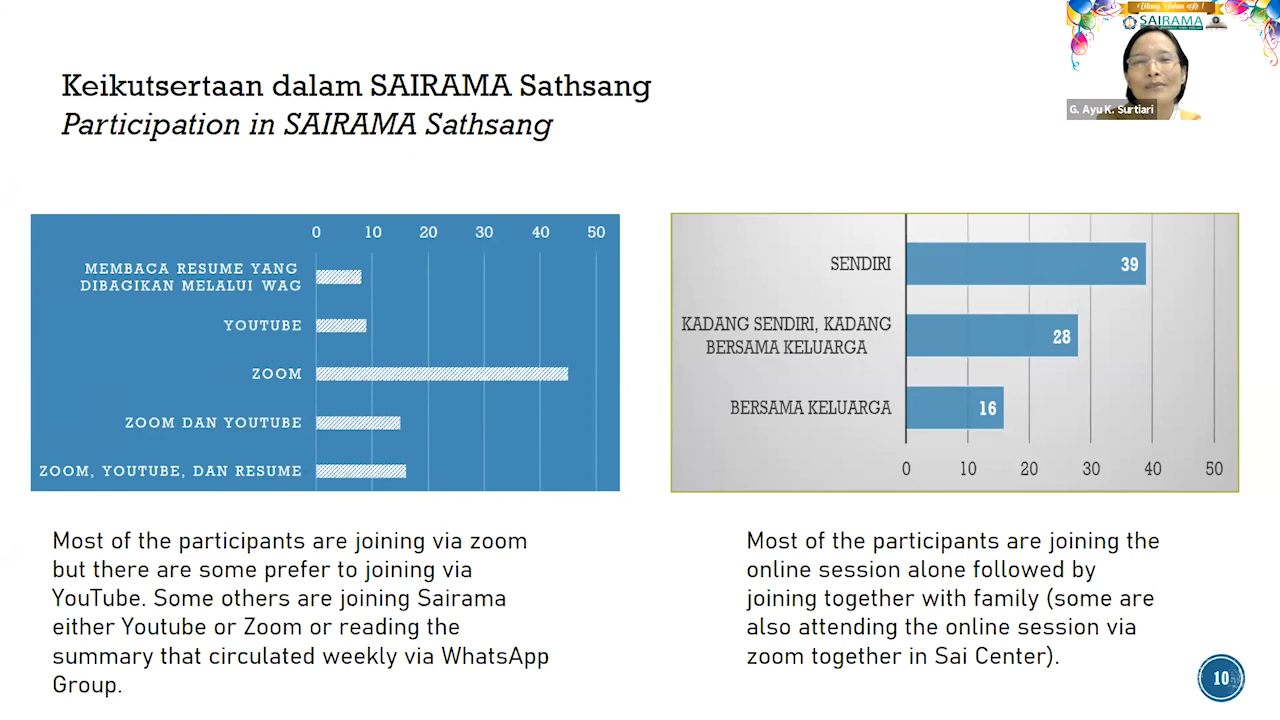 Ulang Tahun Ke 1
SAIRAMA
G. Ayu K. Surtiari
Keikutsertaan dalam SAIRAMA Sathsang
Participation in SAIRAMA Sathsang
0 10 20 30 40 50
MEMBACA RESUME YANG
DIBAGIKAN MELALUI WAG
YOUTUBE
ZOOM
ZOOM DAN YOUTUBE
ZOOM, YOUTUBE, DAN RESUME
SENDIRI 39
KADANG SENDIRI, KADANG
BERSAMA KELUARGA 28
BERSAMA KELUARGA 16
0 10 20 30 40 50
Most of the participants are joining via zoom
but there are some prefer to joining via
YouTube. Some others are joining Sairama
either Youtube or Zoom or reading the
summary that circulated weekly via WhatsApp
Group.
Most of the participants are joining the
online session alone followed by
joining together with family (some are
also attending the online session via
zoom together in Sai Center).
10